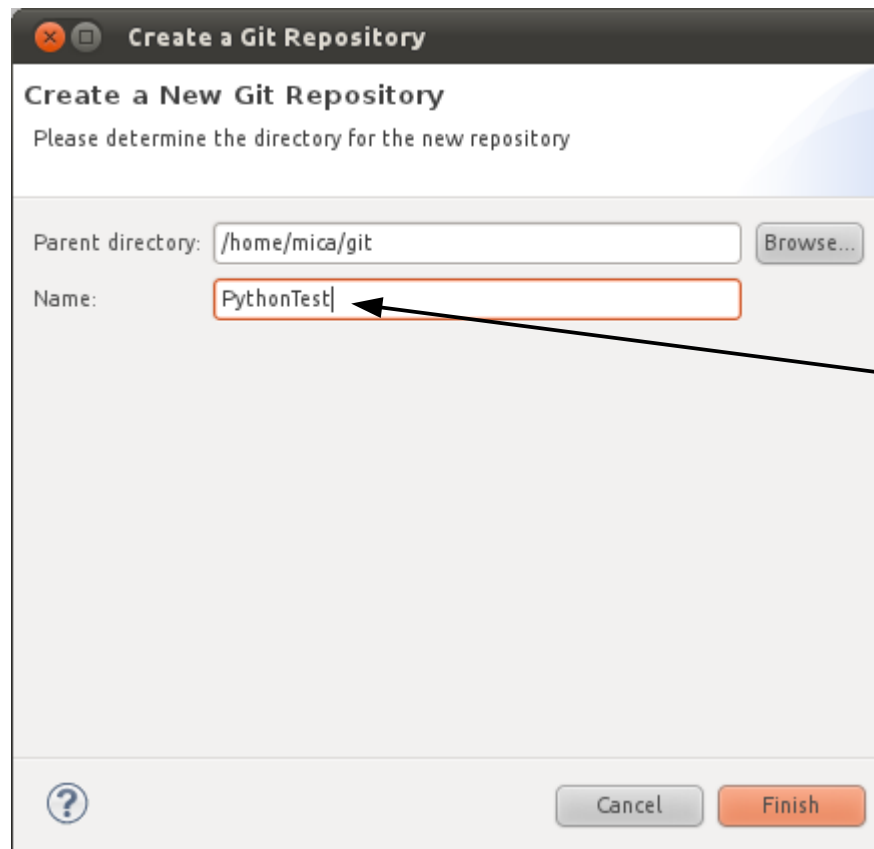 Create a Git Repository
Create a New Git Repository
Please determine the directory for the new repository
Parent directory: /home/mica/git Browse...
Name: PythonTest
? Cancel Finish